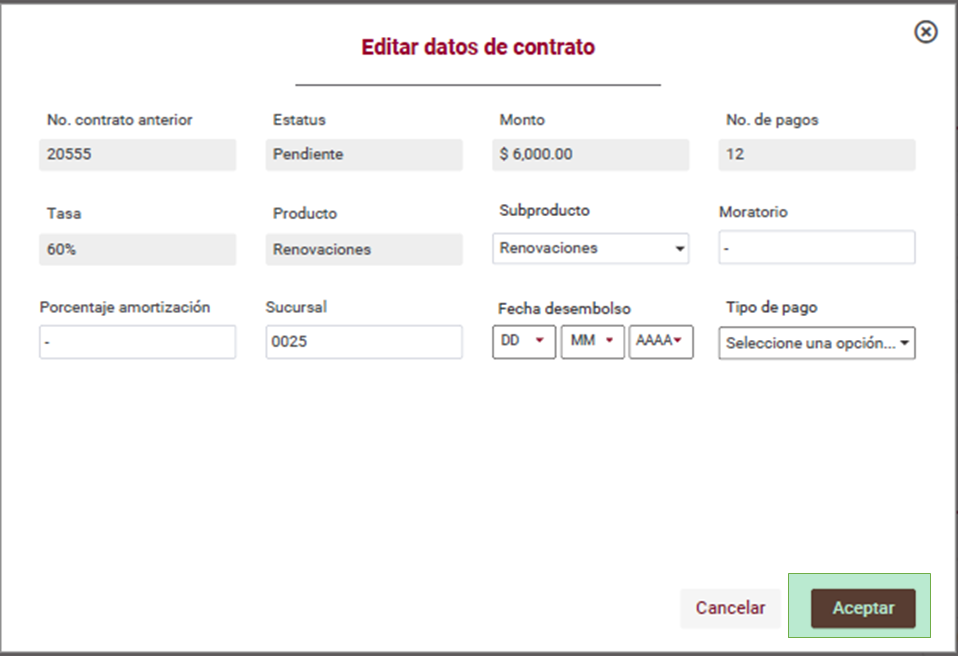 Editar datos de contrato
No. contrato anterior Estatus Monto No. de pagos
20555 Pendiente $ 6,000.00 12
Tasa Producto Subproducto Moratorio
60% Renovaciones Renovaciones -
Porcentaje amortización Sucursal Fecha desembolso Tipo de pago
- 0025 DD MM AAAA Seleccione una opción...
Cancelar Aceptar